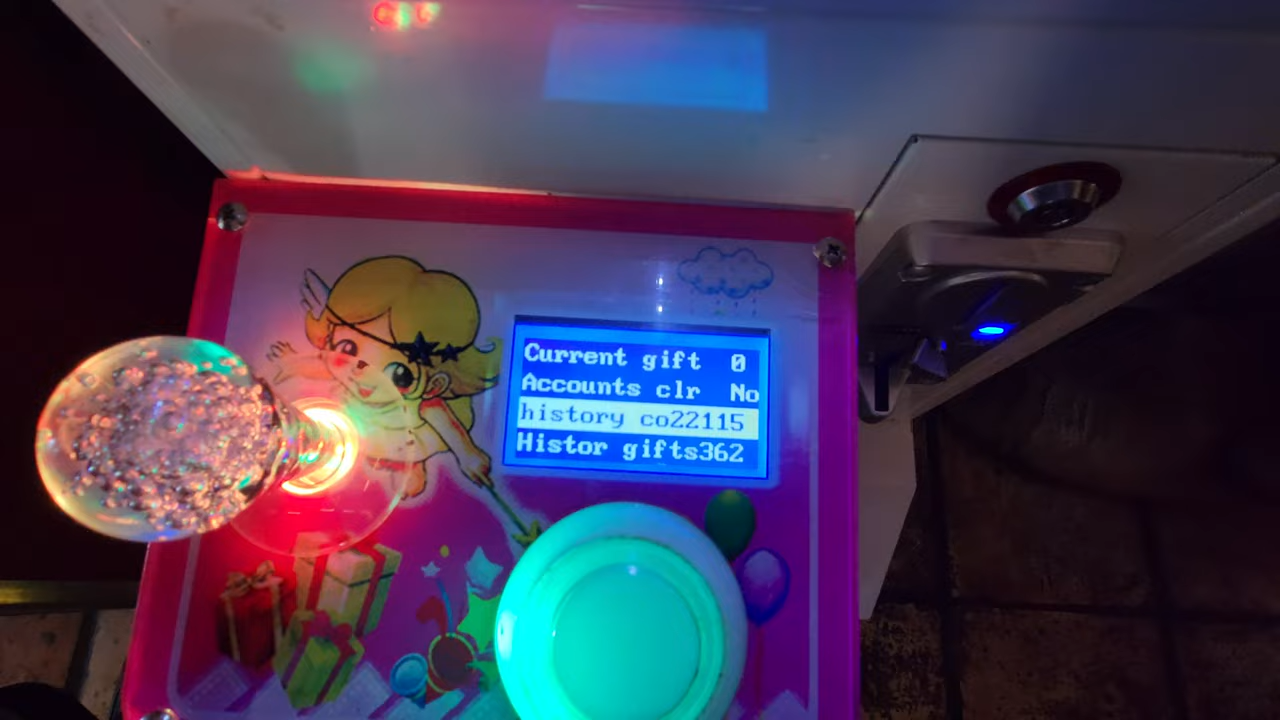 Current gift 0
Accounts clr No
history co22115
Histor gifts362